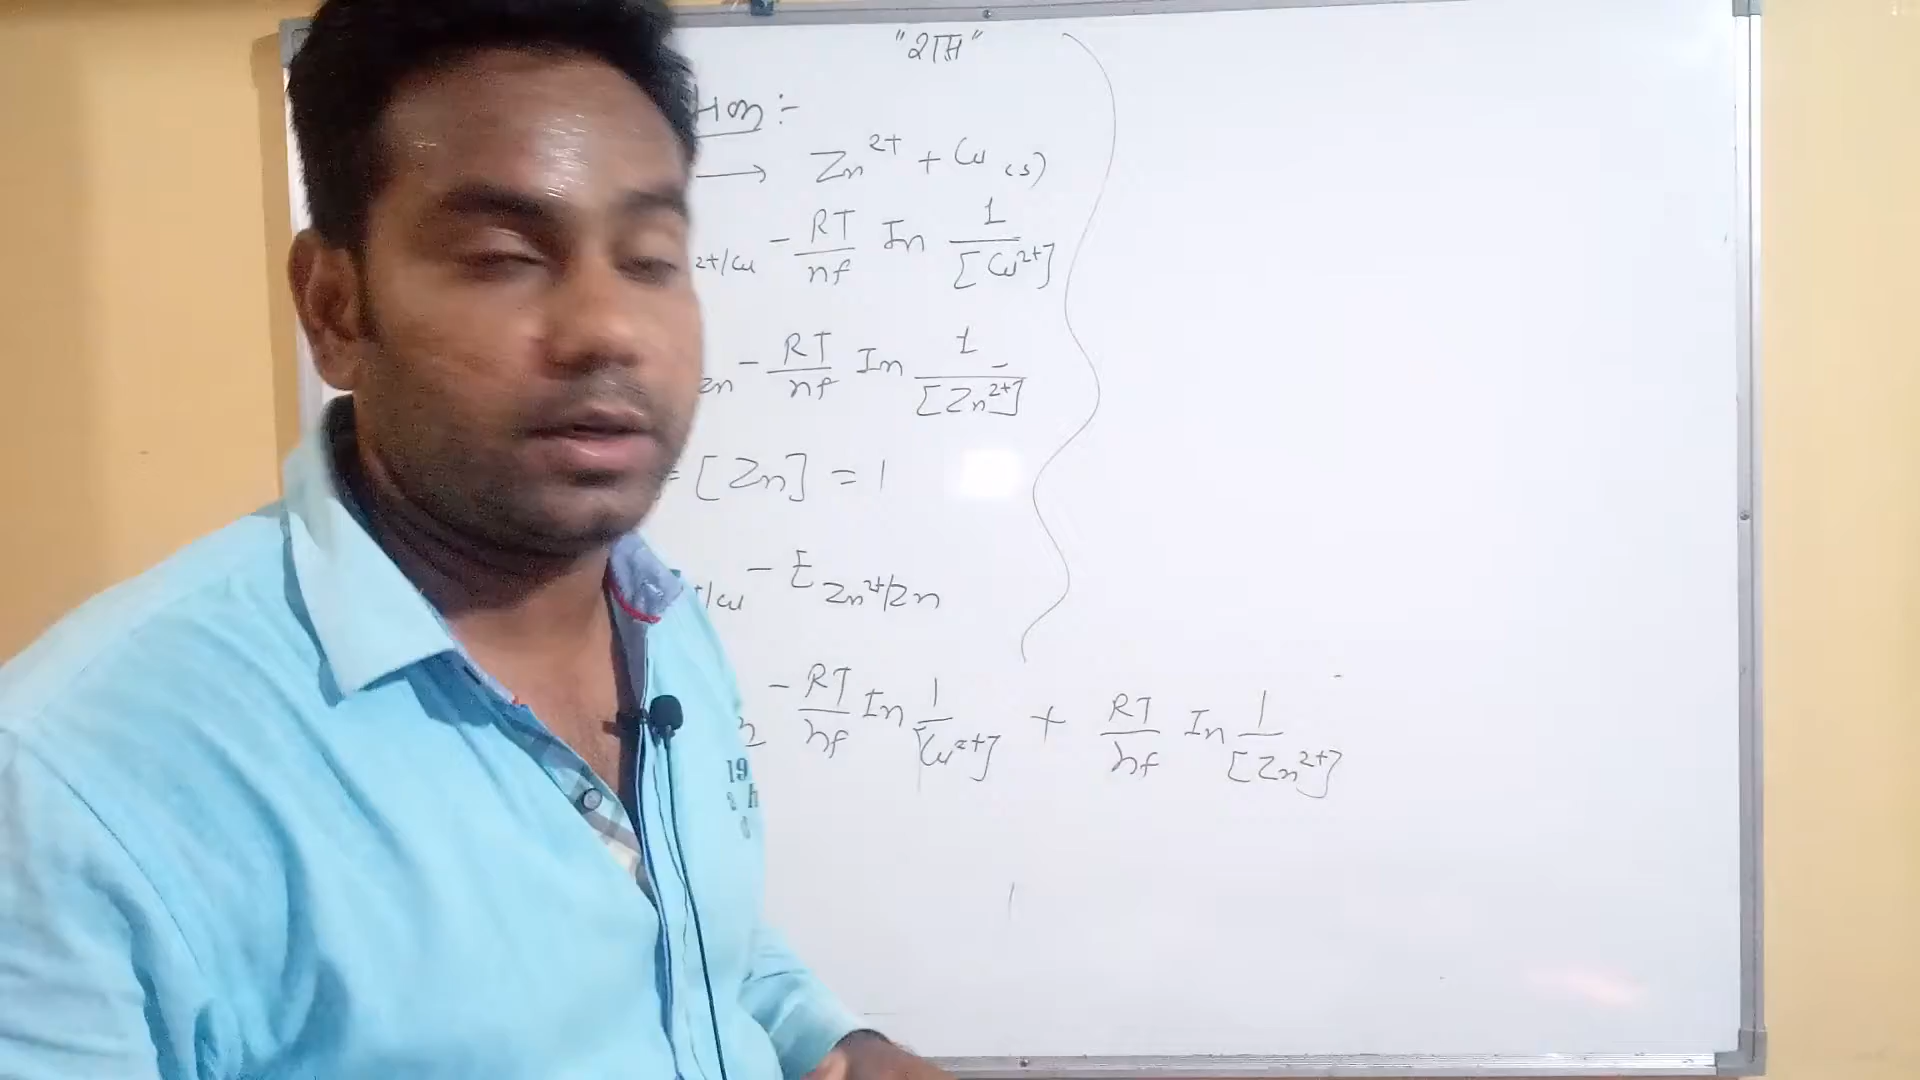 "राम"
:-
⟶ Zn²⁺ + Cu (s)
2+/Cu - RT/nf In 1/[Cu²⁺]
Zn - RT/nf In 1/[Zn²⁺]
= [Zn] = 1
/Cu - E Zn²⁺/Zn
- RT/nf In 1/[Cu²⁺] + RT/nf In 1/[Zn²⁺]
19